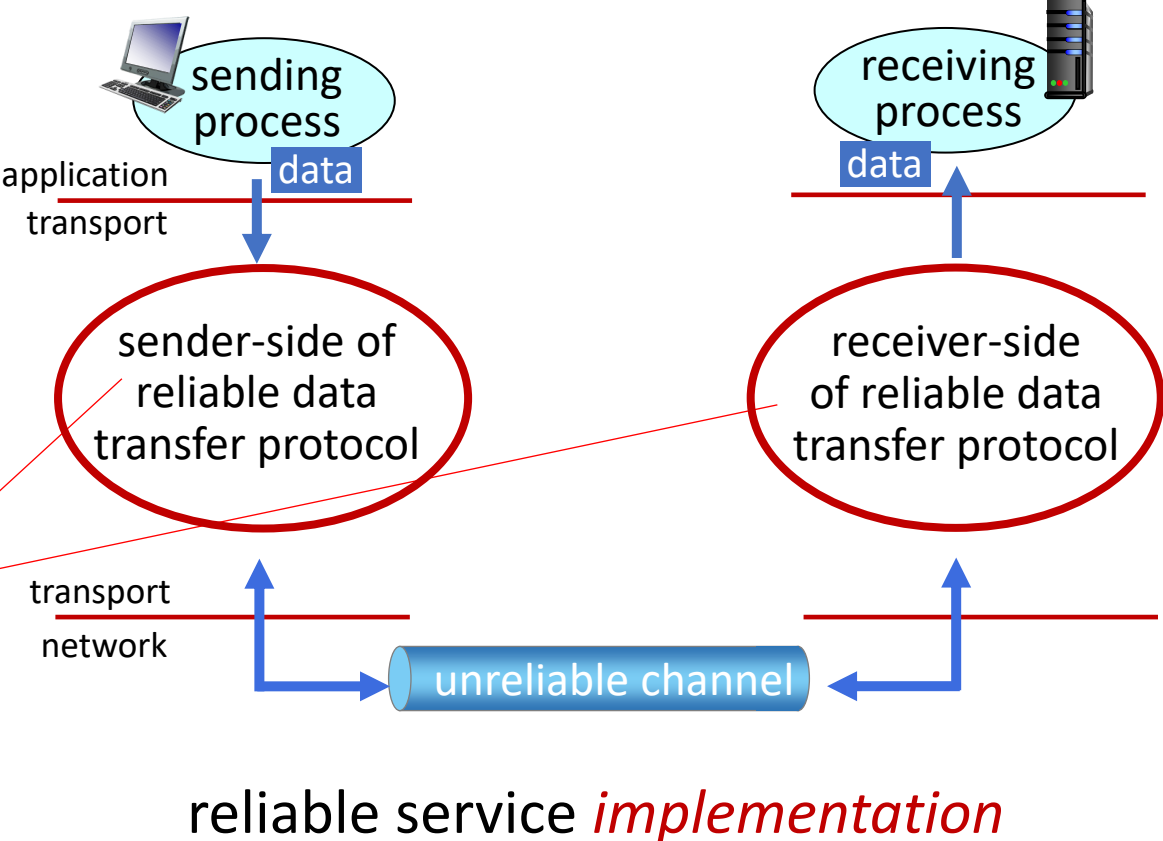 sending
process
data
receiving
process
data
application
transport
sender-side of
reliable data
transfer protocol
receiver-side
of reliable data
transfer protocol
transport
network
unreliable channel
reliable service implementation